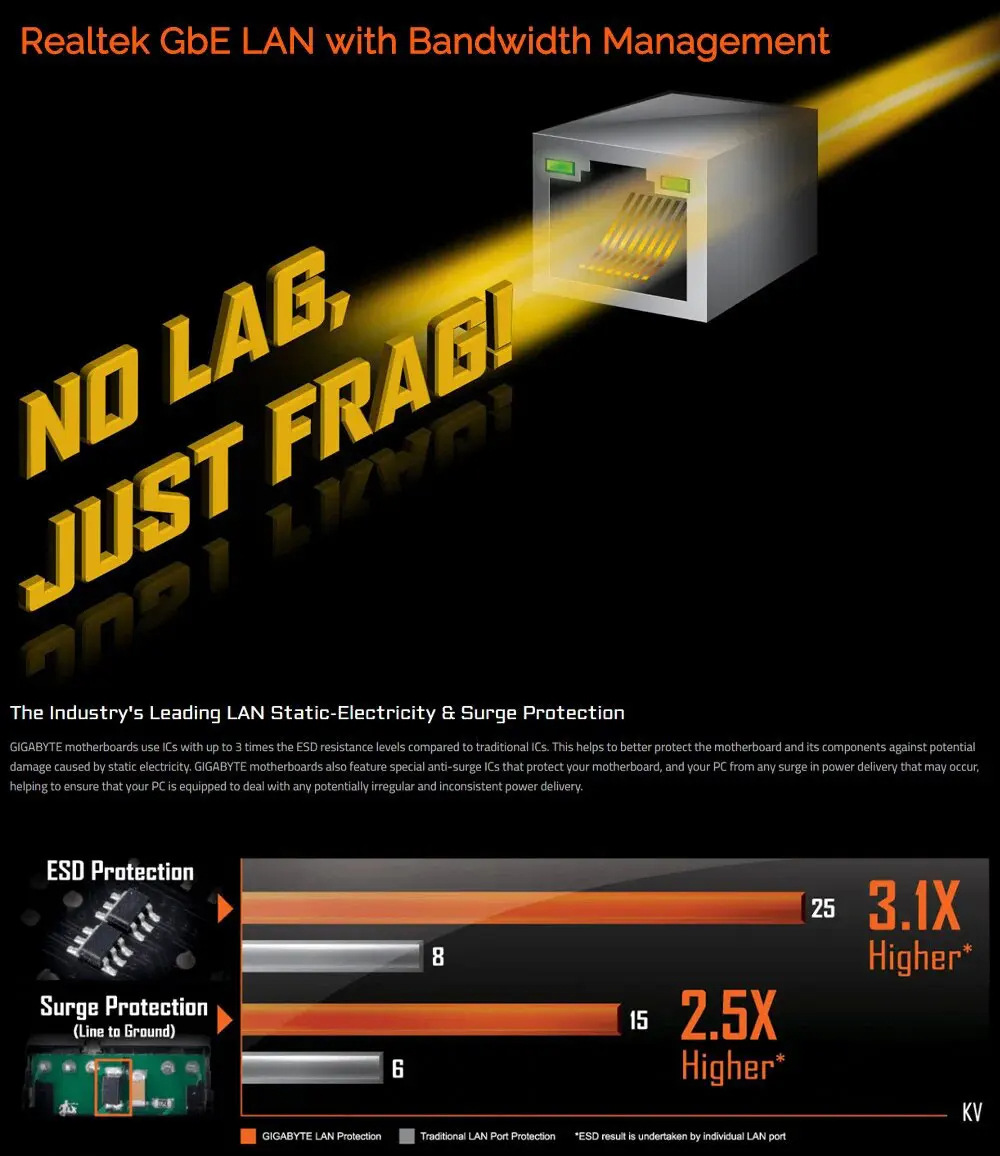 Realtek GbE LAN with Bandwidth Management
NO LAG,
JUST FRAG!
The Industry's Leading LAN Static-Electricity & Surge Protection
GIGABYTE motherboards use ICs with up to 3 times the ESD resistance levels compared to traditional ICs. This helps to better protect the motherboard and its components against potential
damage caused by static electricity. GIGABYTE motherboards also feature special anti-surge ICs that protect your motherboard, and your PC from any surge in power delivery that may occur,
helping to ensure that your PC is equipped to deal with any potentially irregular and inconsistent power delivery.
ESD Protection
25
3.1X
Higher*
8
Surge Protection
(Line to Ground)
15
2.5X
Higher*
6
KV
GIGABYTE LAN Protection
Traditional LAN Port Protection
*ESD result is undertaken by individual LAN port